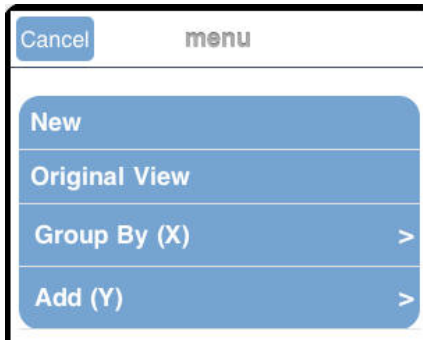 Cancel menu
New
Original View
Group By (X) >
Add (Y) >